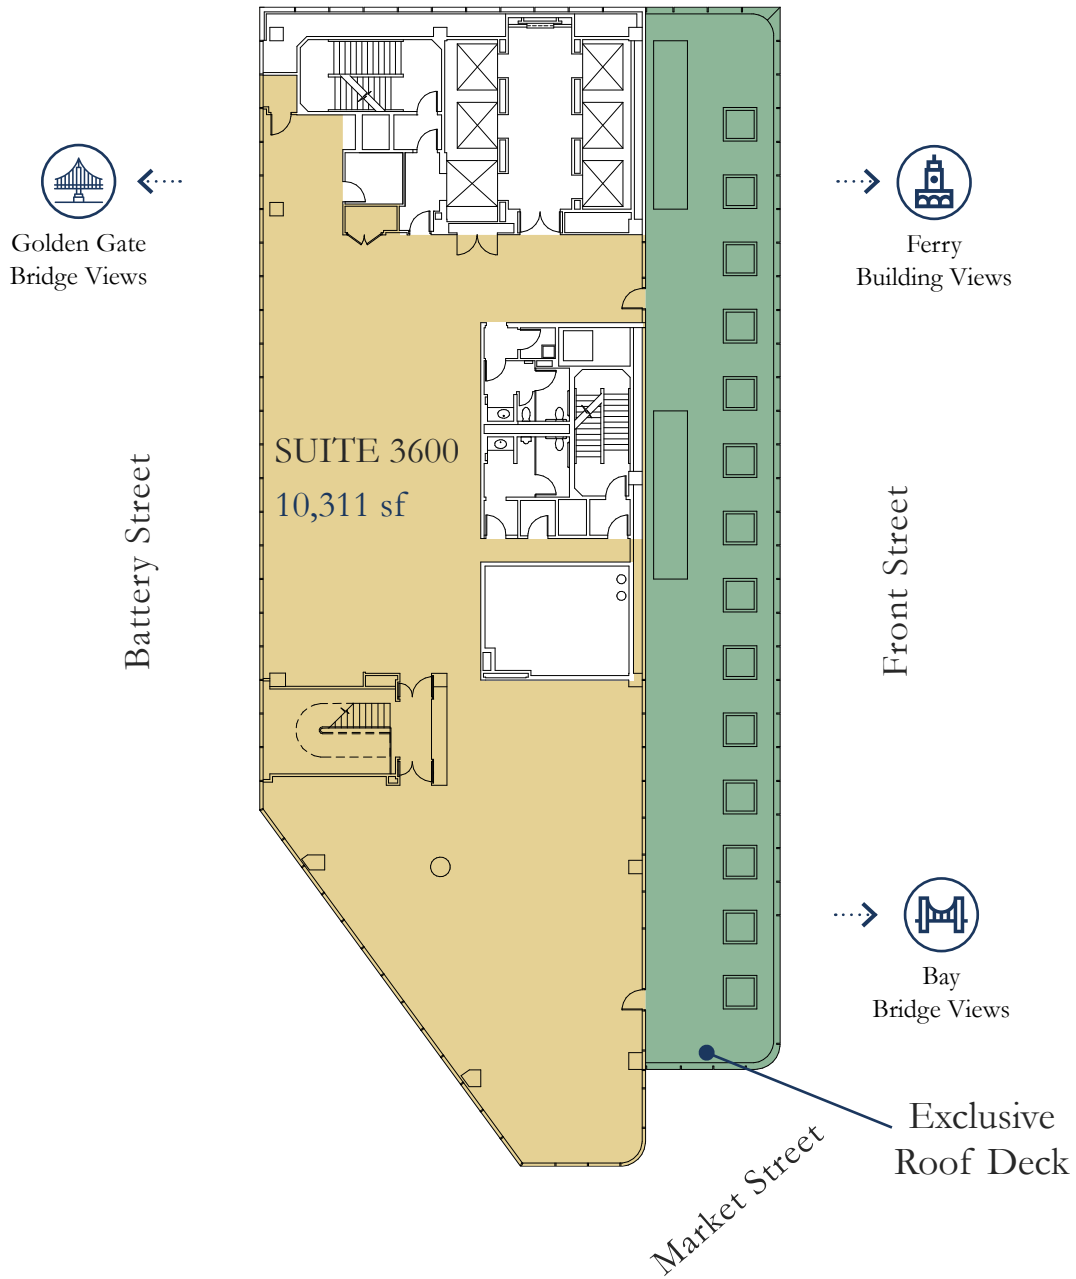 Golden Gate
Bridge Views
Ferry
Building Views
SUITE 3600
10,311 sf
Battery Street
Front Street
Bay
Bridge Views
Exclusive
Roof Deck
Market Street